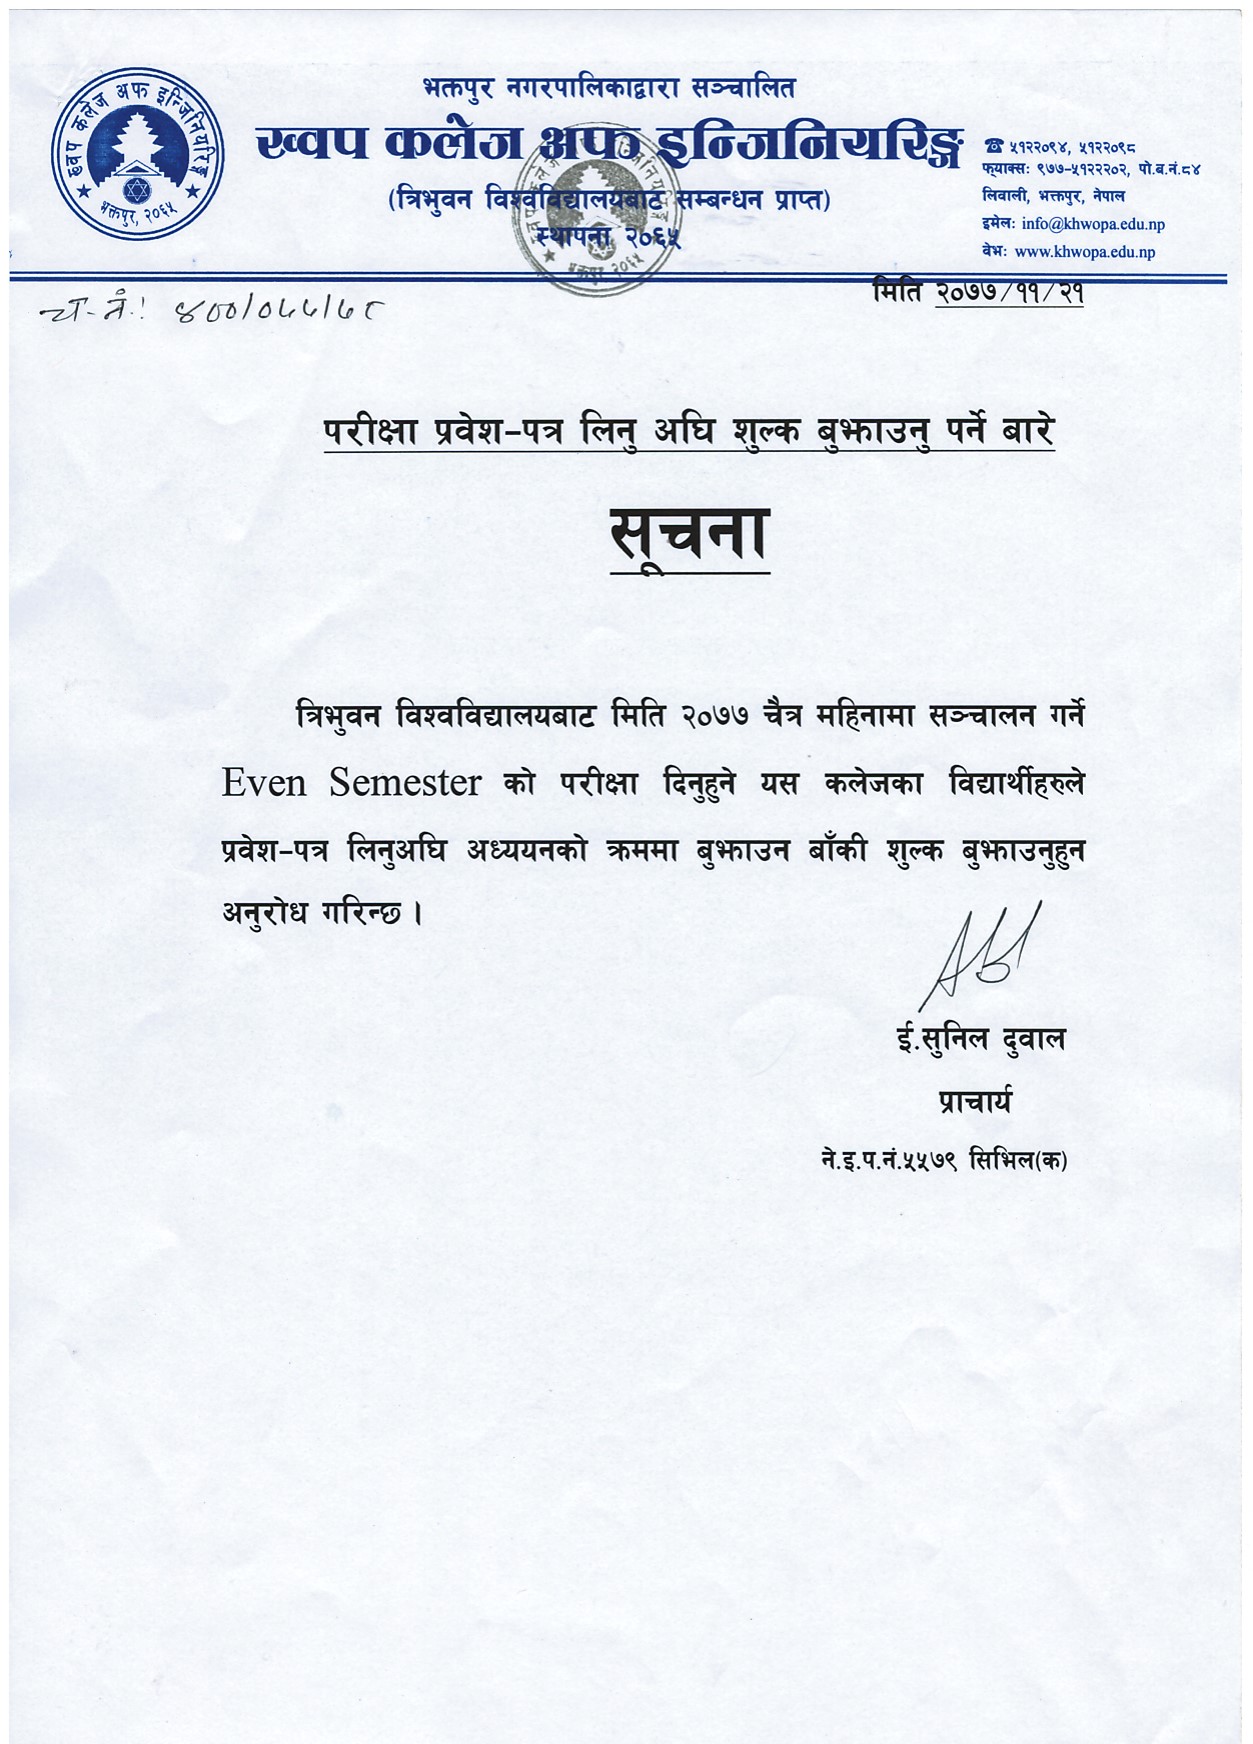 ख्वप कलेज अफ इन्जिनियरिङ्ग
भक्तपुर, २०६५
भक्तपुर नगरपालिकाद्वारा सञ्चालित
ख्वप कलेज अफ इन्जिनियरिङ्ग
(त्रिभुवन विश्वविद्यालयबाट सम्बन्धन प्राप्त)
स्थापना २०६५
☎ ५१२२०९४, ५१२२०९८
फ्याक्स: ९७७-५१२२२०२, पो.ब.नं.८४
लिवाली, भक्तपुर, नेपाल
इमेल: info@khwopa.edu.np
वेभ: www.khwopa.edu.np
च.नं.: ४००/०७७/७८
मिति २०७७/११/२१
परीक्षा प्रवेश-पत्र लिनु अघि शुल्क बुझाउनु पर्ने बारे
सूचना
त्रिभुवन विश्वविद्यालयबाट मिति २०७७ चैत्र महिनामा सञ्चालन गर्ने
Even Semester को परीक्षा दिनुहुने यस कलेजका विद्यार्थीहरुले
प्रवेश-पत्र लिनुअघि अध्ययनको क्रममा बुझाउन बाँकी शुल्क बुझाउनुहुन
अनुरोध गरिन्छ ।
ई.सुनिल दुवाल
प्राचार्य
ने.इ.प.नं.५५७९ सिभिल(क)